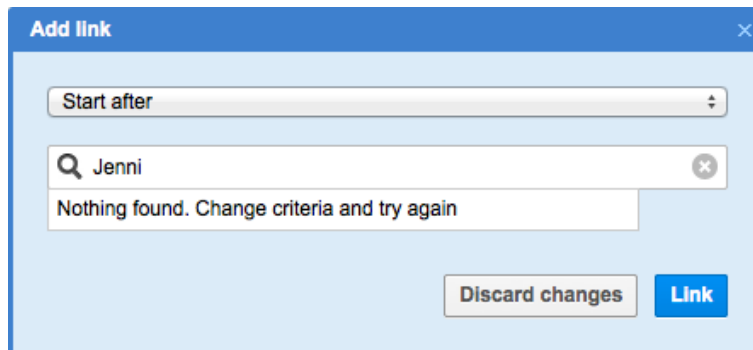 Add link
Start after
Jenni
Nothing found. Change criteria and try again
Discard changes
Link